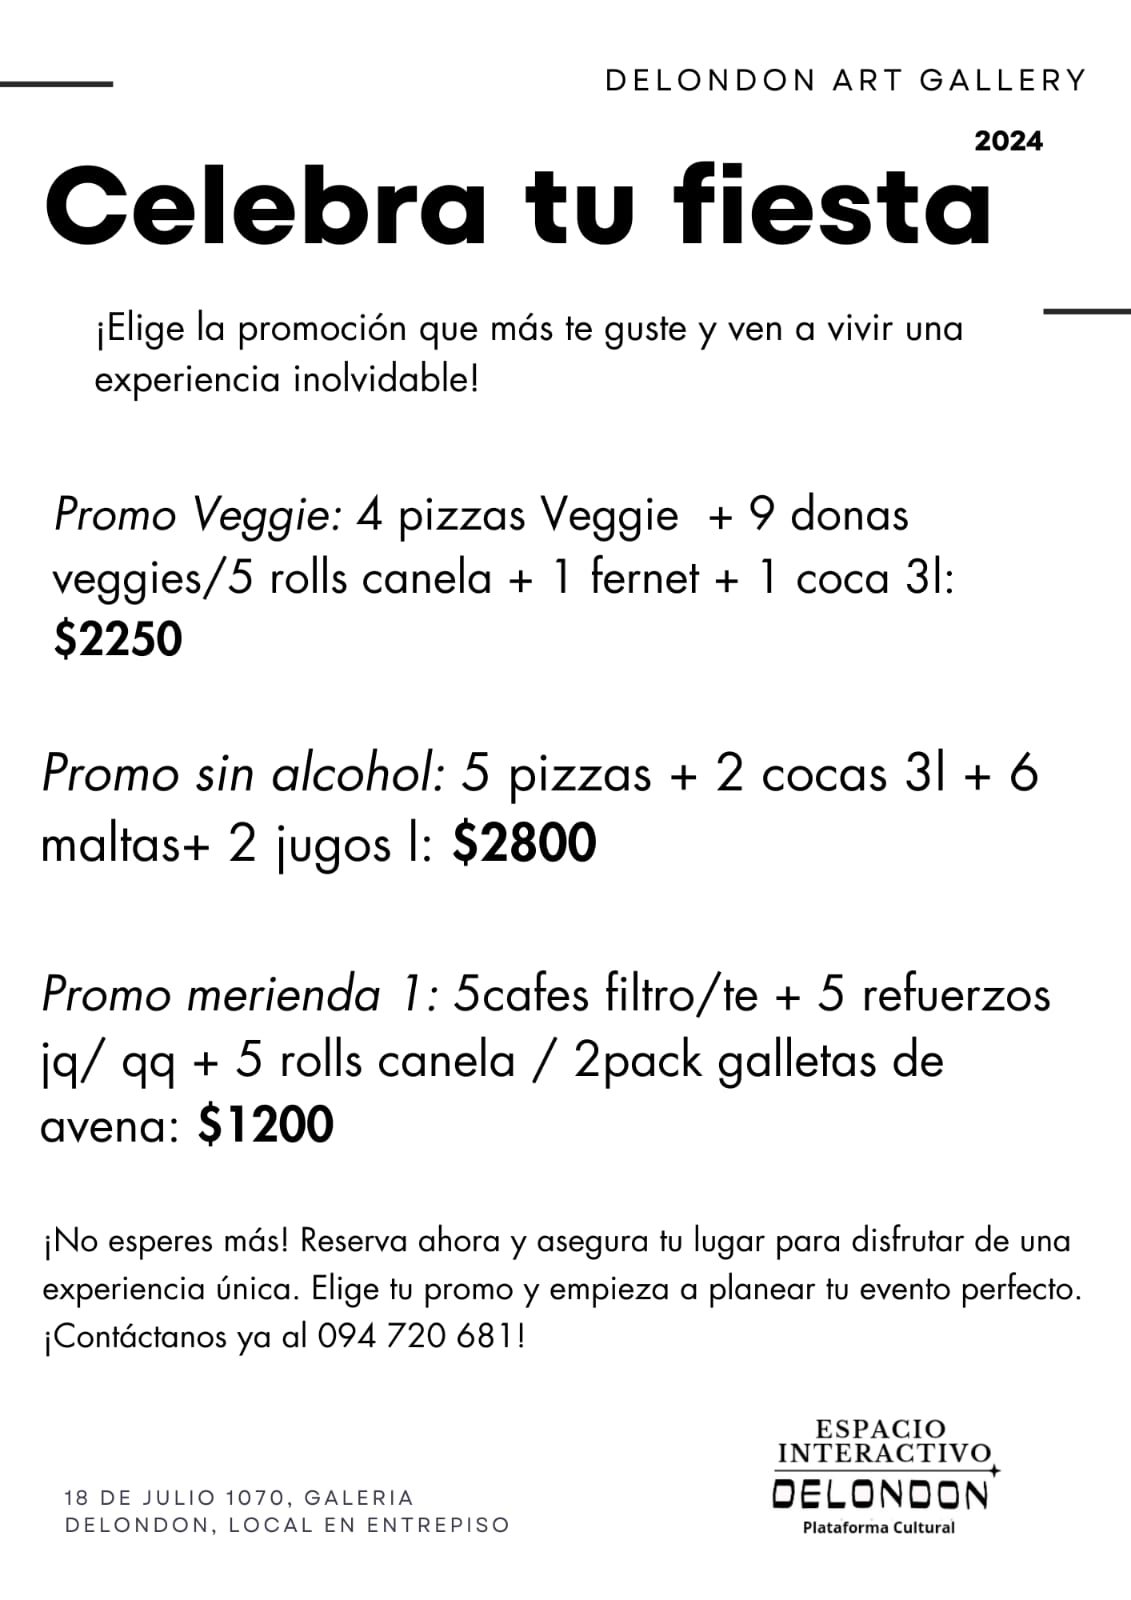 DELONDON ART GALLERY
2024
Celebra tu fiesta
¡Elige la promoción que más te guste y ven a vivir una
experiencia inolvidable!
Promo Veggie: 4 pizzas Veggie + 9 donas
veggies/5 rolls canela + 1 fernet + 1 coca 3l:
$2250
Promo sin alcohol: 5 pizzas + 2 cocas 3l + 6
maltas+ 2 jugos l: $2800
Promo merienda 1: 5cafes filtro/te + 5 refuerzos
jq/ qq + 5 rolls canela / 2pack galletas de
avena: $1200
¡No esperes más! Reserva ahora y asegura tu lugar para disfrutar de una
experiencia única. Elige tu promo y empieza a planear tu evento perfecto.
¡Contáctanos ya al 094 720 681!
ESPACIO
INTERACTIVO
DELONDON
Plataforma Cultural
18 DE JULIO 1070, GALERIA
DELONDON, LOCAL EN ENTREPISO